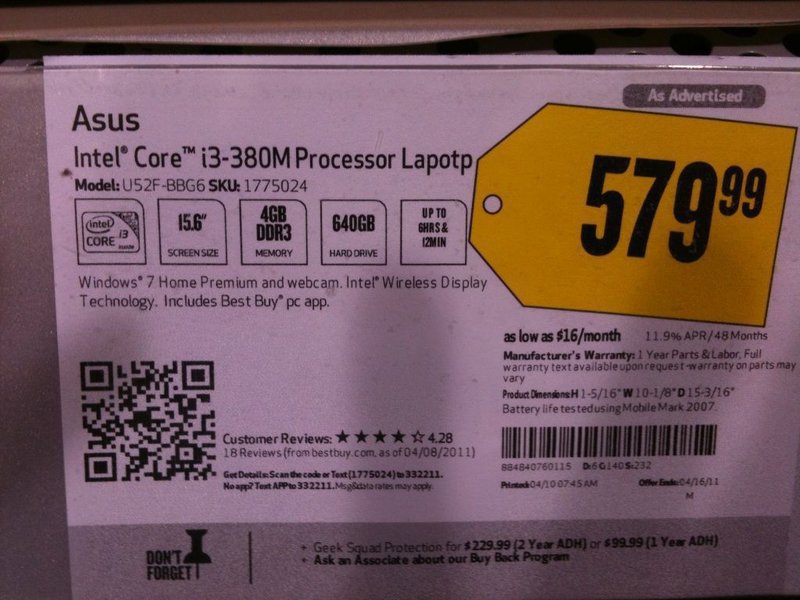 As Advertised
Asus
Intel® Core™ i3-380M Processor Lapotp
Model: U52F-BBG6 SKU: 1775024
579 99
intel CORE i3 inside
15.6" SCREEN SIZE
4GB DDR3 MEMORY
640GB HARD DRIVE
UP TO 6HRS & 12MIN
Windows® 7 Home Premium and webcam. Intel® Wireless Display
Technology. Includes Best Buy® pc app.
as low as $16/month 11.9% APR/48 Months
Manufacturer's Warranty: 1 Year Parts & Labor, Full
warranty text available upon request-warranty on parts may
vary
Product Dimensions: H 1-5/16" W 10-1/8" D 15-3/16"
Battery life tested using Mobile Mark 2007.
Customer Reviews: ★★★★☆ 4.28
18 Reviews (from bestbuy.com, as of 04/08/2011)
Get Details: Scan the code or Text (1775024) to 332211.
No app? Text APP to 332211. Msg&data rates may apply.
884840760115 D:6 C:140 S:232
Printed: 04/10 07:45 AM Offer Ends: 04/16/11
M
DON'T
FORGET
+ Geek Squad Protection for $229.99 (2 Year ADH) or $99.99 (1 Year ADH)
+ Ask an Associate about our Buy Back Program